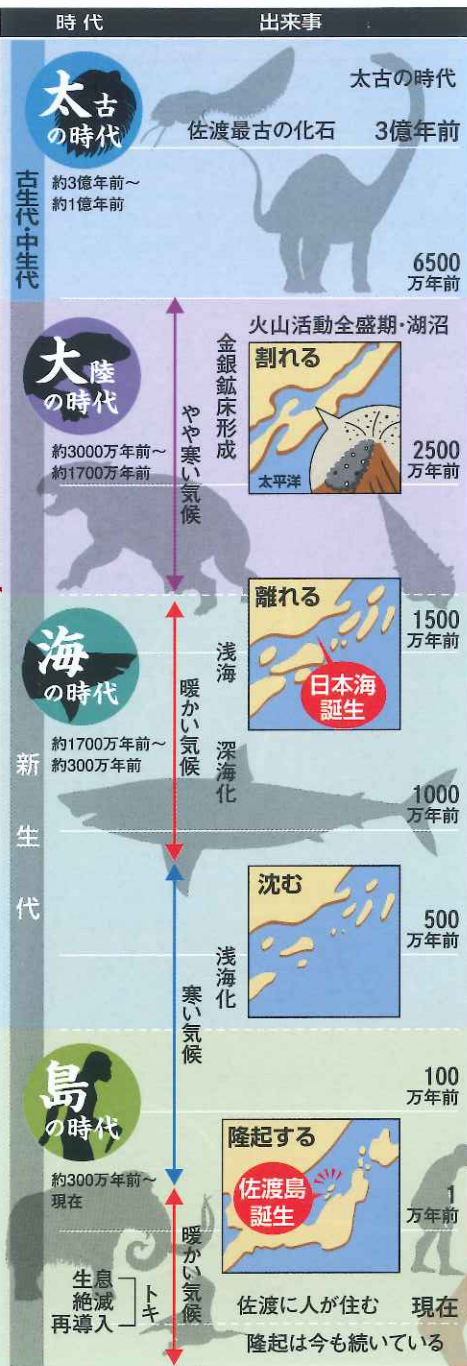 時代
出来事
太古の時代
太古
の時代
佐渡最古の化石
3億年前
古生代・中生代
約3億年前～
約1億年前
6500
万年前
火山活動全盛期・湖沼
大陸
の時代
金銀鉱床形成
割れる
太平洋
やや寒い気候
約3000万年前～
約1700万年前
2500
万年前
離れる
日本海
誕生
1500
万年前
海
の時代
浅海
暖かい気候
約1700万年前～
約300万年前
深海化
新生代
1000
万年前
沈む
500
万年前
浅海化
寒い気候
島
の時代
100
万年前
隆起する
佐渡島
誕生
約300万年前～
現在
1
万年前
暖かい気候
生息
絶滅
再導入
トキ
佐渡に人が住む
現在
隆起は今も続いている